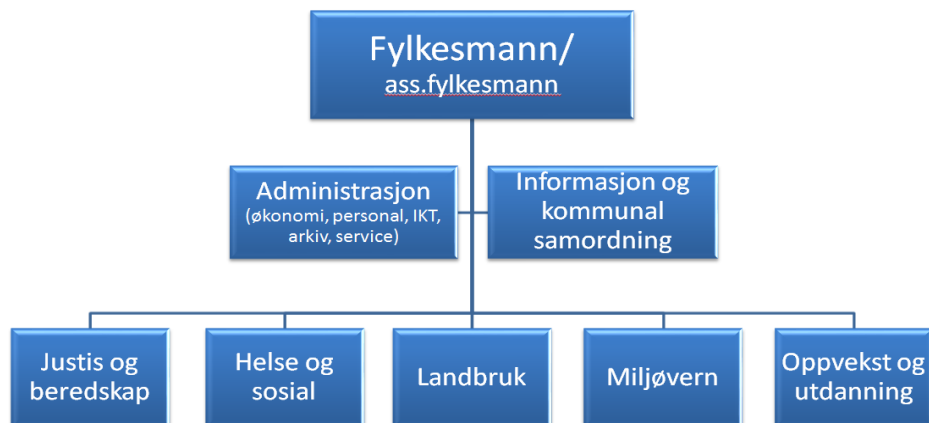 Fylkesmann/
ass.fylkesmann
Administrasjon
(økonomi, personal, IKT,
arkiv, service)
Informasjon og
kommunal
samordning
Justis og
beredskap
Helse og
sosial
Landbruk
Miljøvern
Oppvekst og
utdanning